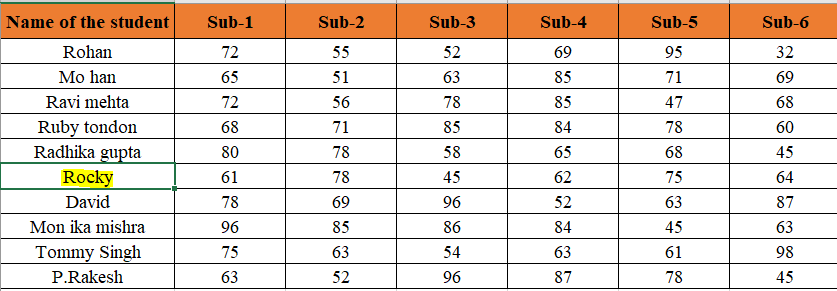 Name of the student Sub-1 Sub-2 Sub-3 Sub-4 Sub-5 Sub-6
Rohan 72 55 52 69 95 32
Mo han 65 51 63 85 71 69
Ravi mehta 72 56 78 85 47 68
Ruby tondon 68 71 85 84 78 60
Radhika gupta 80 78 58 65 68 45
Rocky 61 78 45 62 75 64
David 78 69 96 52 63 87
Mon ika mishra 96 85 86 84 45 63
Tommy Singh 75 63 54 63 61 98
P.Rakesh 63 52 96 87 78 45